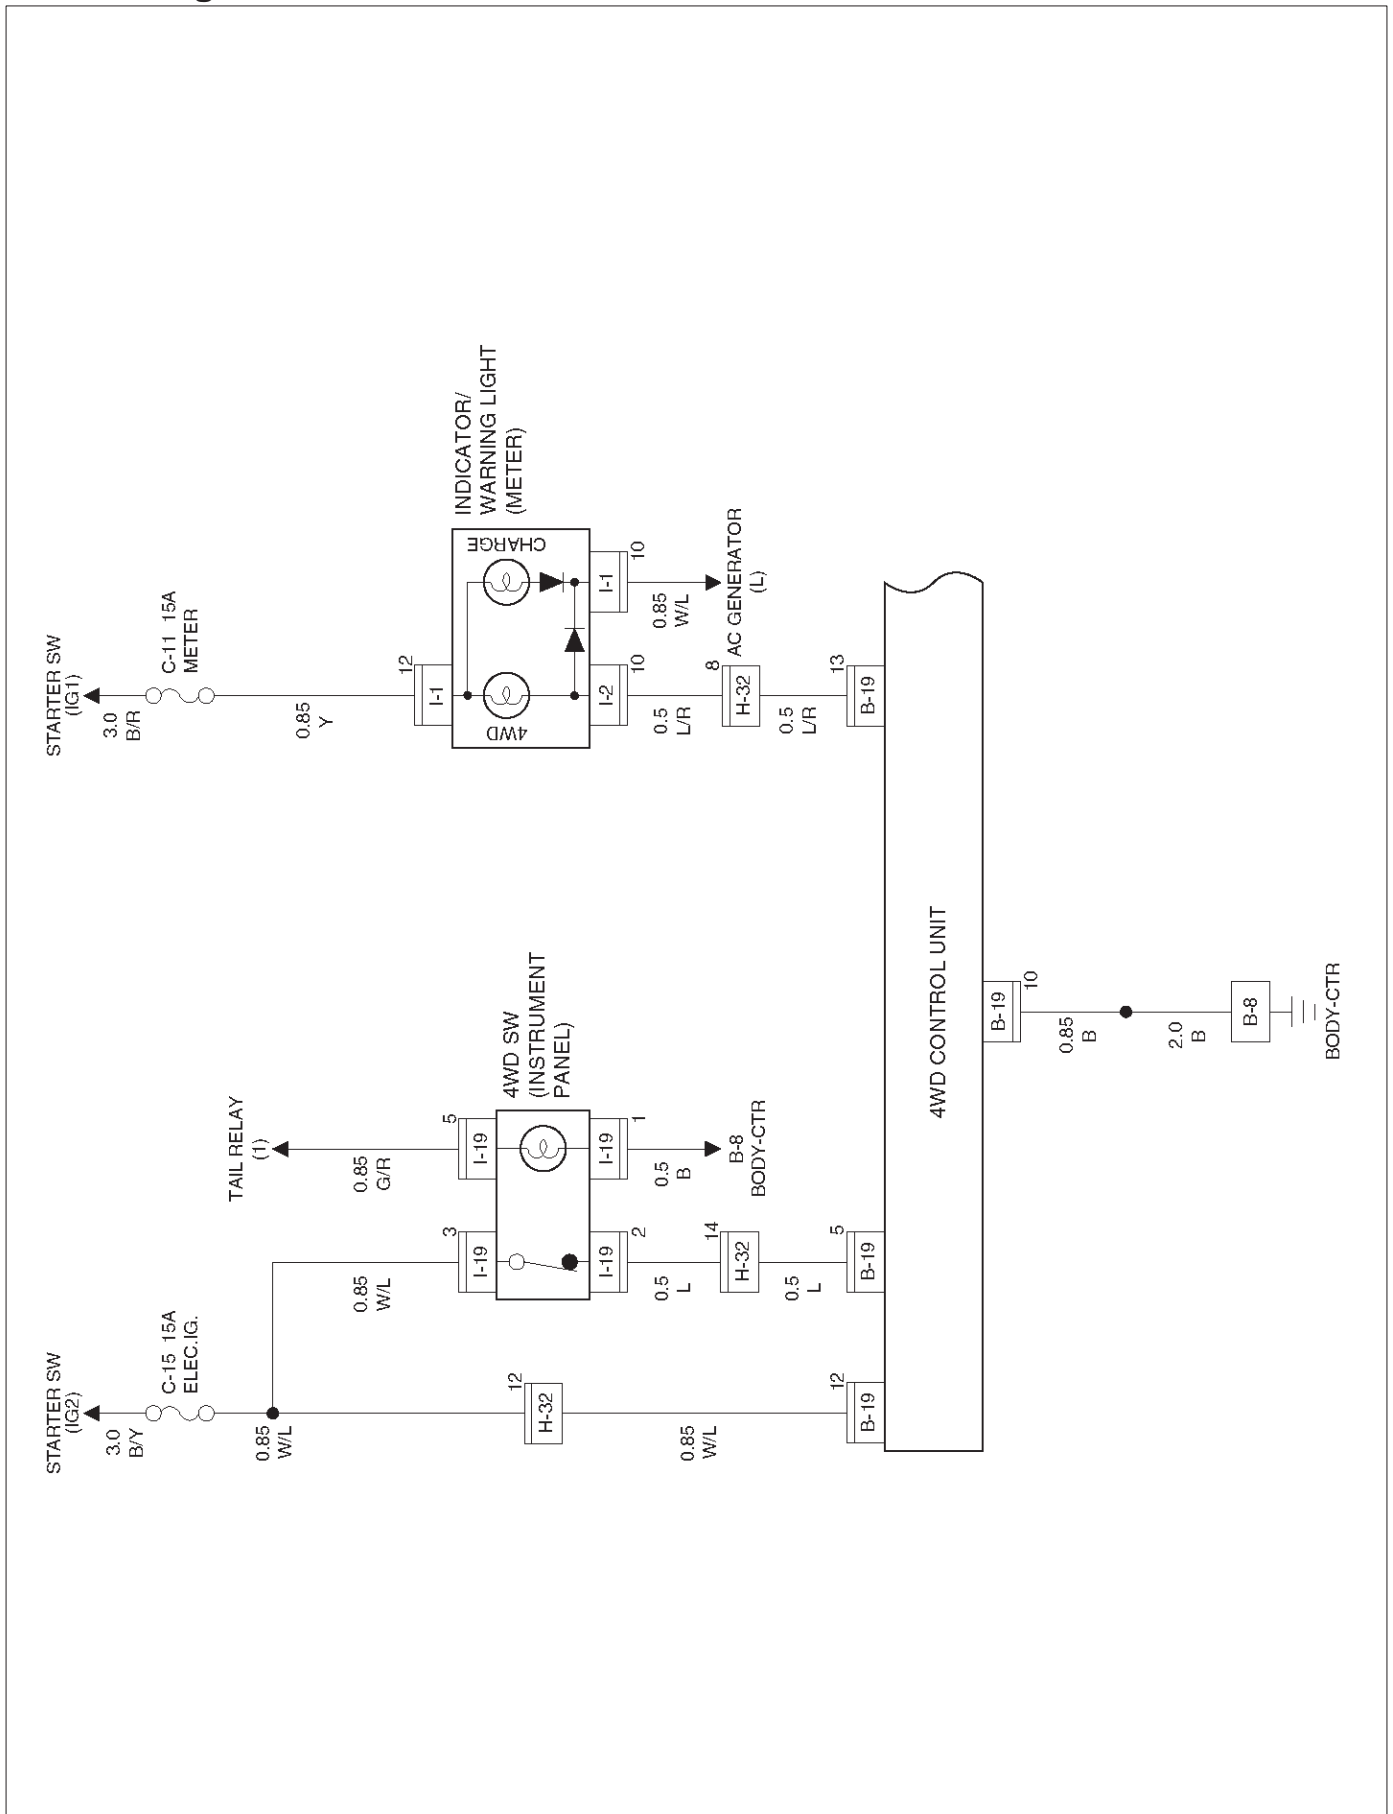 g
STARTER SW
(IG2)
3.0
B/Y
C-15 15A
ELEC.IG.
0.85
W/L
12
H-32
0.85
W/L
12
B-19
0.85
W/L
3
I-19
2
I-19
0.5
L
14
H-32
0.5
L
5
B-19
TAIL RELAY
(1)
0.85
G/R
5
I-19
4WD SW
(INSTRUMENT
PANEL)
1
I-19
0.5
B
B-8
BODY-CTR
STARTER SW
(IG1)
3.0
B/R
C-11 15A
METER
0.85
Y
12
I-1
INDICATOR/
WARNING LIGHT
(METER)
4WD
CHARGE
10
I-2
10
I-1
0.5
L/R
8
H-32
0.5
L/R
13
B-19
0.85
W/L
AC GENERATOR
(L)
4WD CONTROL UNIT
10
B-19
0.85
B
2.0
B
B-8
BODY-CTR